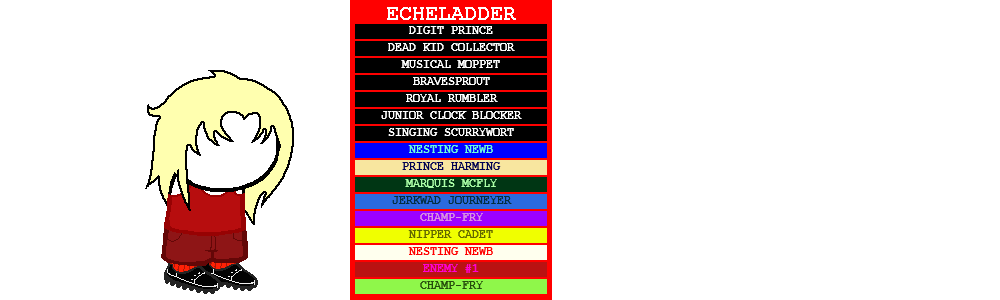 ECHELADDER
DIGIT PRINCE
DEAD KID COLLECTOR
MUSICAL MOPPET
BRAVESPROUT
ROYAL RUMBLER
JUNIOR CLOCK BLOCKER
SINGING SCURRYWORT
NESTING NEWB
PRINCE HARMING
MARQUIS MCFLY
JERKWAD JOURNEYER
CHAMP-FRY
NIPPER CADET
NESTING NEWB
ENEMY #1
CHAMP-FRY